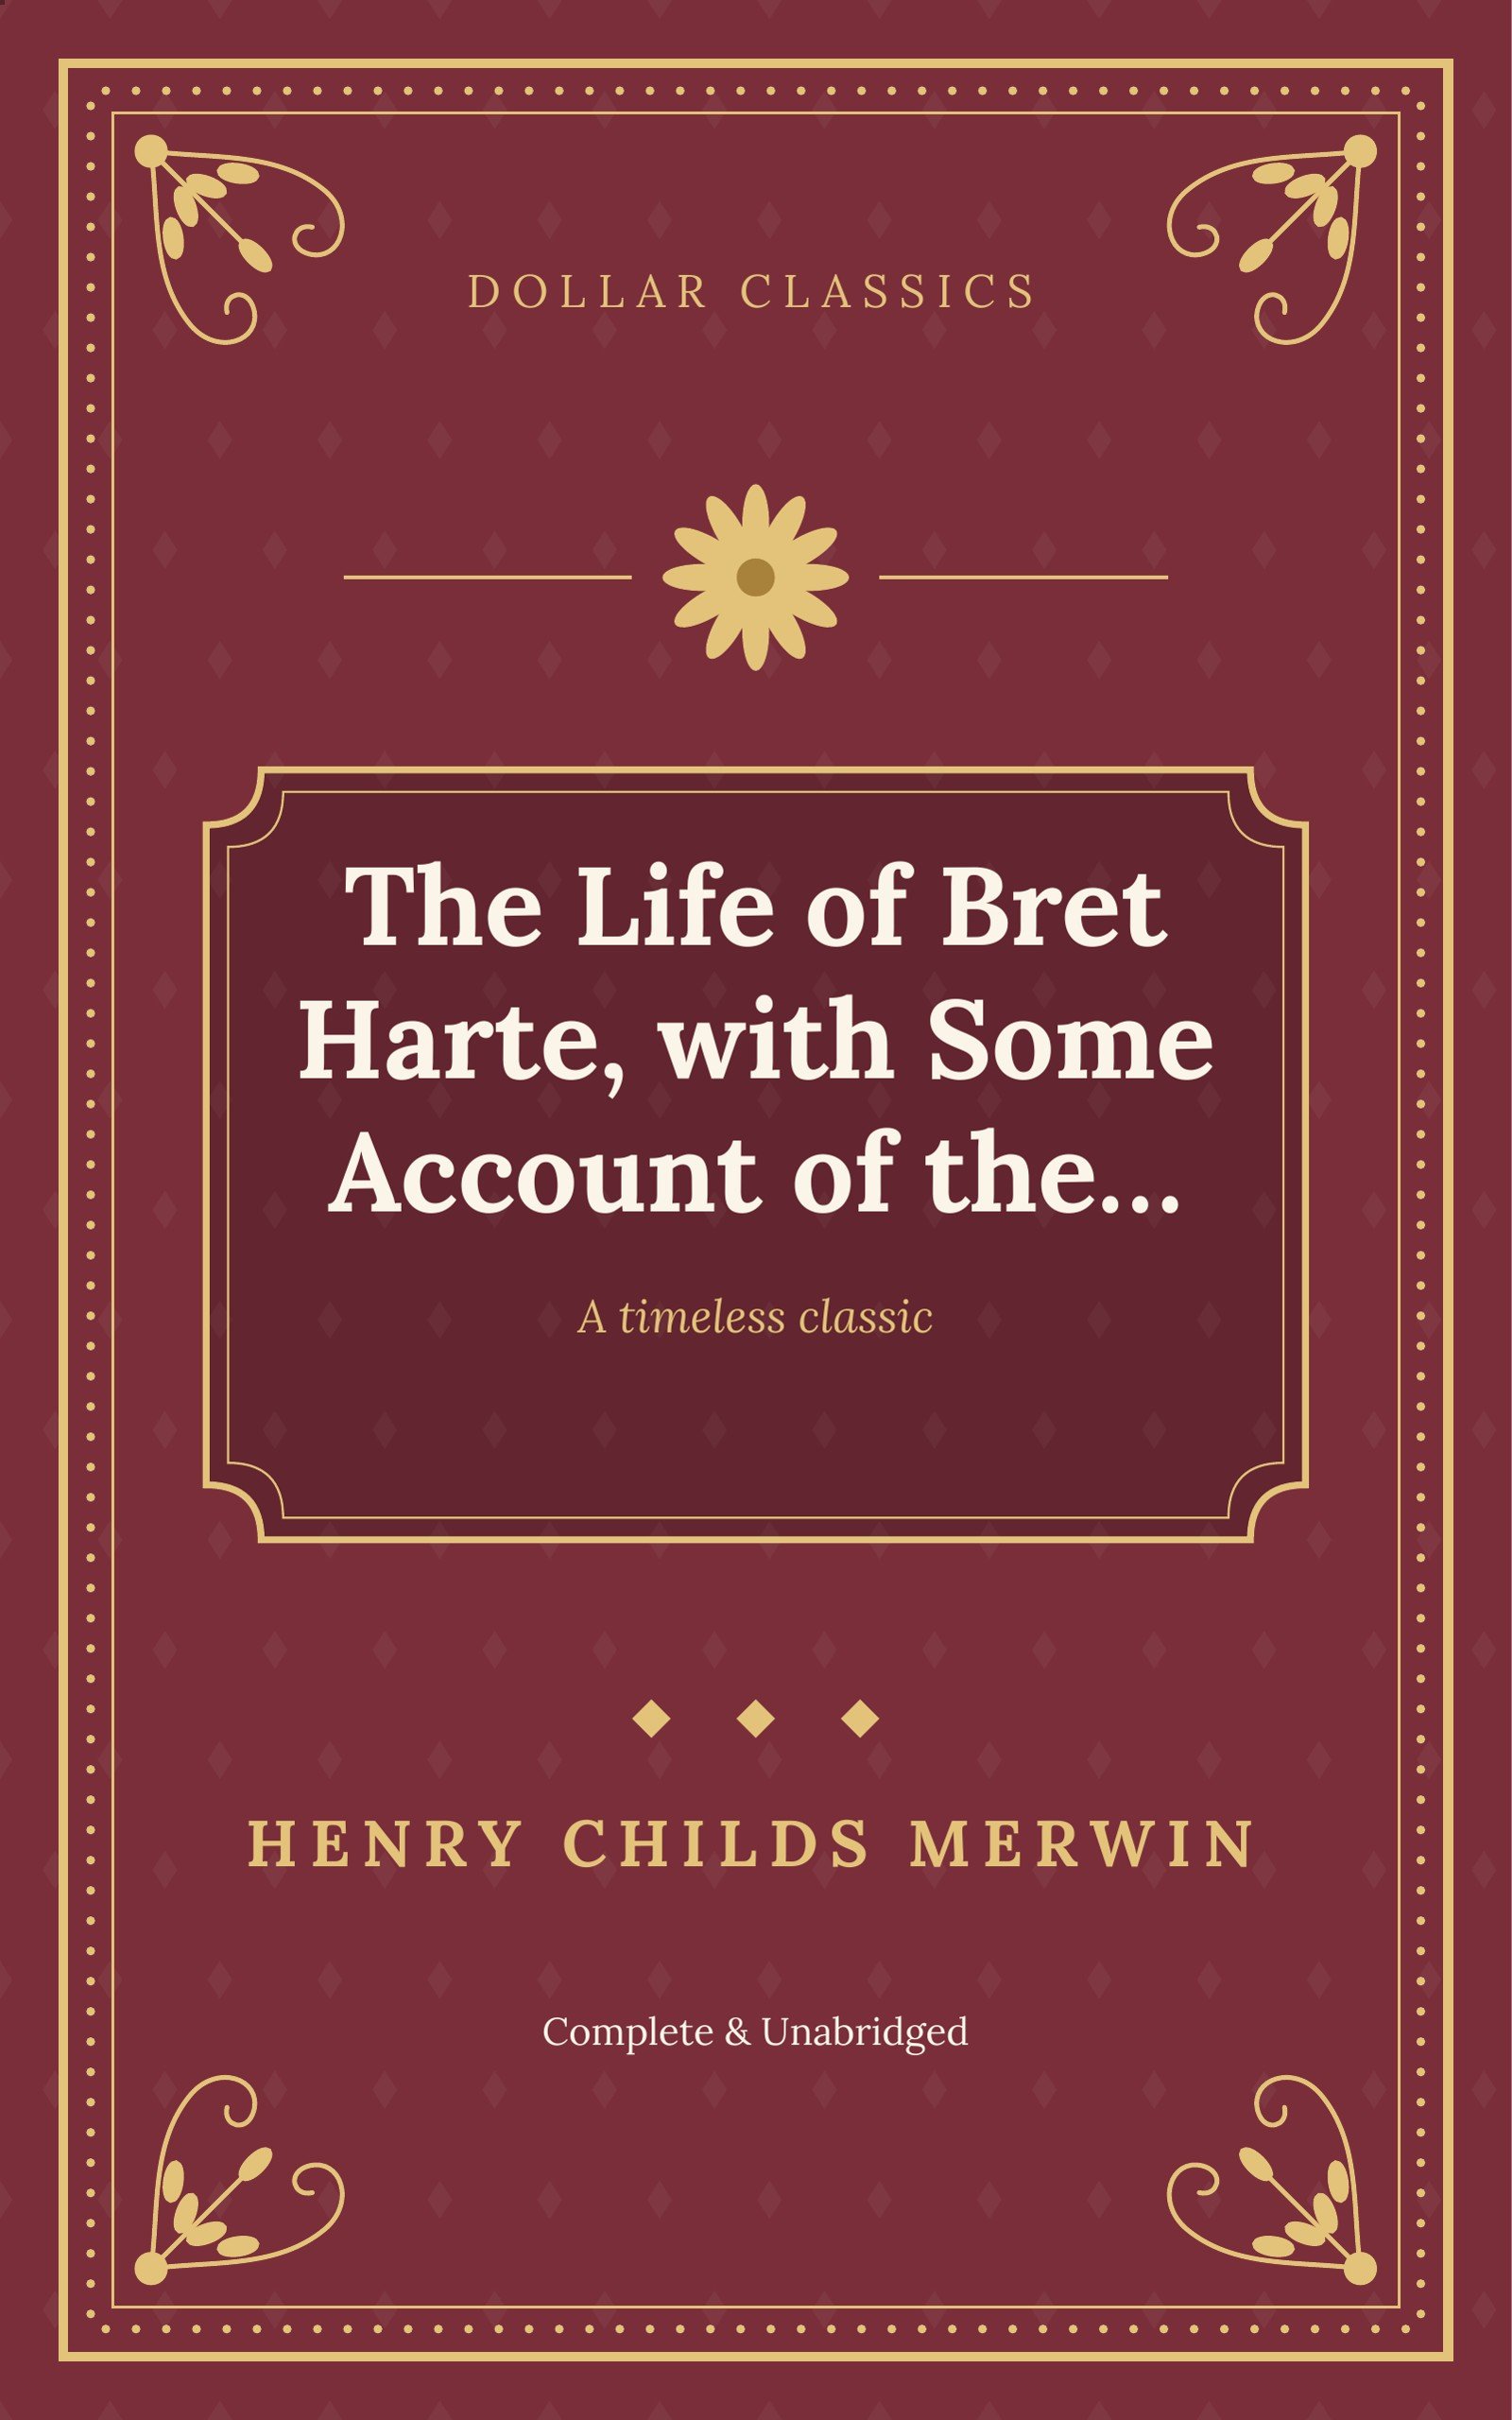 DOLLAR CLASSICS
The Life of Bret
Harte, with Some
Account of the...
A timeless classic
HENRY CHILDS MERWIN
Complete & Unabridged